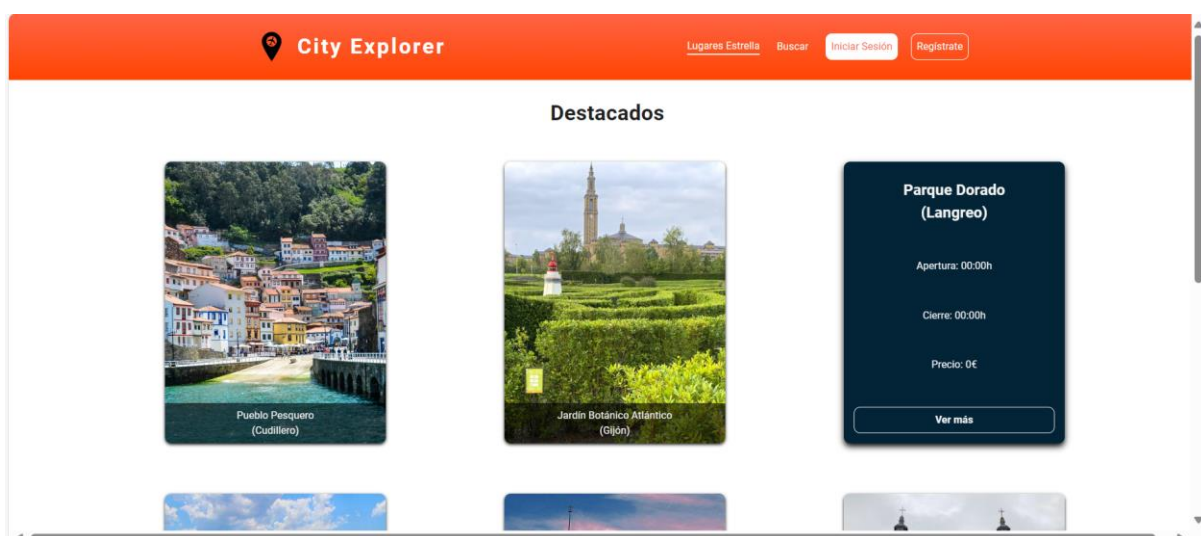 City Explorer
Lugares Estrella
Buscar
Iniciar Sesión
Regístrate
Destacados
Pueblo Pesquero
(Cudillero)
Jardín Botánico Atlántico
(Gijón)
Parque Dorado
(Langreo)
Apertura: 00:00h
Cierre: 00:00h
Precio: 0€
Ver más